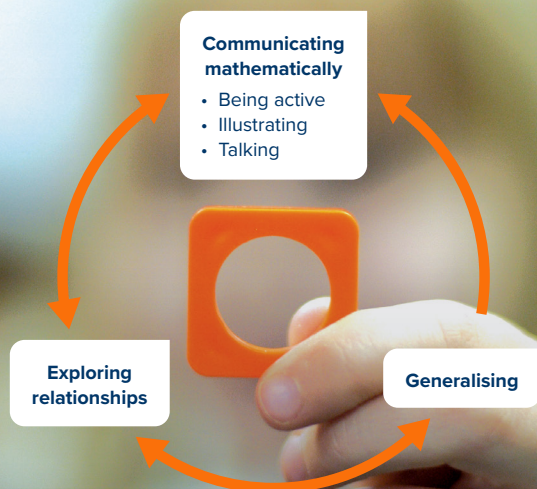 Communicating
mathematically
• Being active
• Illustrating
• Talking
Exploring
relationships
Generalising